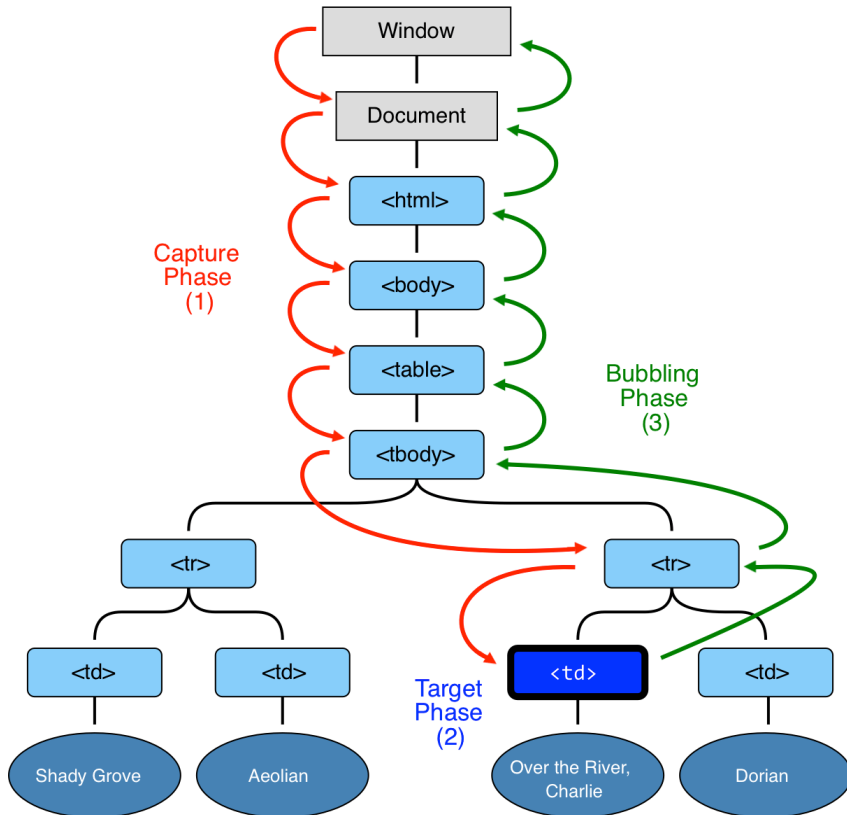 Window
Document
<html>
Capture
Phase
(1)
<body>
<table>
Bubbling
Phase
(3)
<tbody>
<tr>
<tr>
<td>
<td>
<td>
<td>
Target
Phase
(2)
Shady Grove
Aeolian
Over the River,
Charlie
Dorian